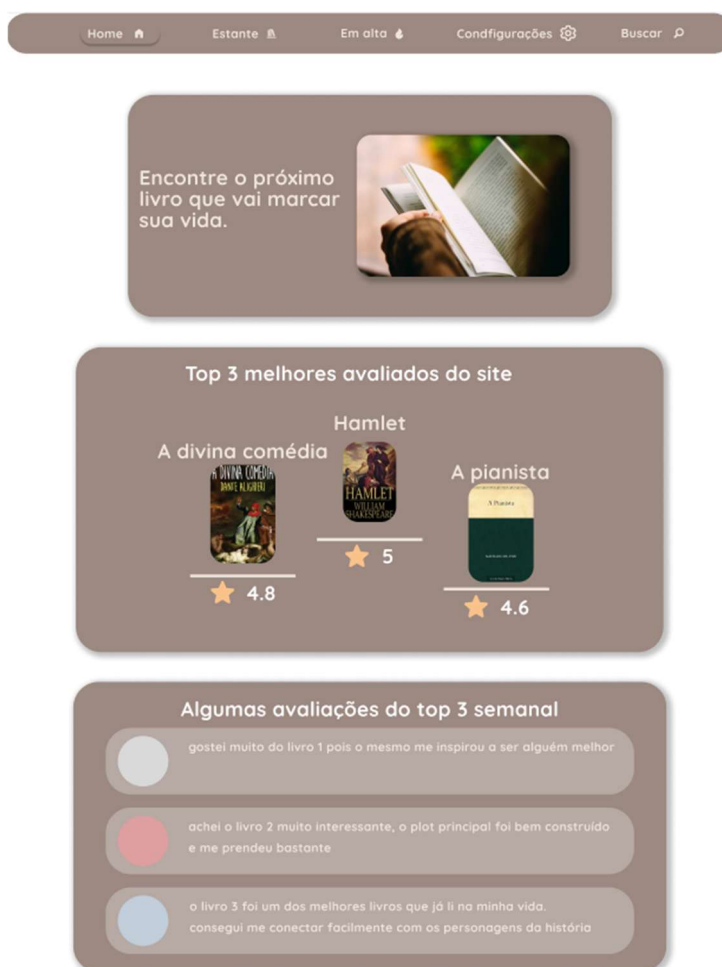 Home
Estante
Em alta
Condfigurações
Buscar
Encontre o próximo
livro que vai marcar
sua vida.
Top 3 melhores avaliados do site
Hamlet
A divina comédia
A pianista
A DIVINA COMÉDIA
DANTE ALIGHIERI
HAMLET
WILLIAM
SHAKESPEARE
A Pianista
5
4.8
4.6
Algumas avaliações do top 3 semanal
gostei muito do livro 1 pois o mesmo me inspirou a ser alguém melhor
achei o livro 2 muito interessante, o plot principal foi bem construído
e me prendeu bastante
o livro 3 foi um dos melhores livros que já li na minha vida.
consegui me conectar facilmente com os personagens da história